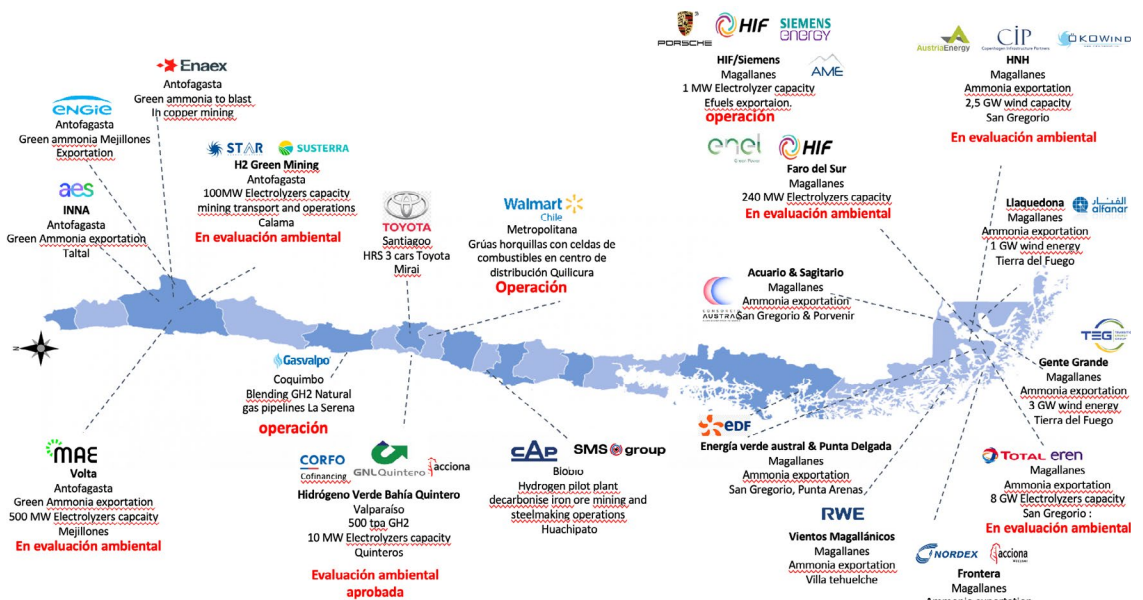 Enaex
Antofagasta
Green ammonia to blast
In copper mining
ENGIE
Antofagasta
Green ammonia Mejillones
Exportation
STAR SUSTERRA
H2 Green Mining
Antofagasta
100MW Electrolyzers capacity
mining transport and operations
Calama
En evaluación ambiental
aes
INNA
Antofagasta
Green Ammonia exportation
Taltal
TOYOTA
Santiagoo
HRS 3 cars Toyota
Mirai
Walmart
Chile
Metropolitana
Grúas horquillas con celdas de
combustibles en centro de
distribución Quilicura
Operación
PORSCHE HIF SIEMENS
energy
HIF/Siemens
AME
Magallanes
1 MW Electrolyzer capacity
Efuels exportaion.
operación
AustriaEnergy CIP ÖKOWIND
Copenhagen Infrastructure Partners
HNH
Magallanes
Ammonia exportation
2,5 GW wind capacity
San Gregorio
En evaluación ambiental
enel HIF
Green Power
Faro del Sur
Magallanes
240 MW Electrolyzers capacity
En evaluación ambiental
Llaquedona
الفنار
alfanar
Magallanes
Ammonia exportation
1 GW wind energy
Tierra del Fuego
Acuario & Sagitario
Magallanes
CONSORCIO
AUSTRAL
Ammonia exportation
San Gregorio & Porvenir
TEG
Gente Grande
Magallanes
Ammonia exportation
3 GW wind energy
Tierra del Fuego
N
Gasvalpo
Coquimbo
Blending GH2 Natural
gas pipelines La Serena
operación
MAE
Volta
Antofagasta
Green Ammonia exportation
500 MW Electrolyzers capcaity
Mejillones
En evaluación ambiental
CORFO
Cofinancing
GNLQuintero
acciona
Hidrógeno Verde Bahía Quintero
Valparaíso
500 tpa GH2
10 MW Electrolyzers capacity
Quinteros
Evaluación ambiental
aprobada
CAP SMS group
Biobío
Hydrogen pilot plant
decarbonise iron ore mining and
steelmaking operations
Huachipato
eDF
Energía verde austral & Punta Delgada
Magallanes
Ammonia exportation
San Gregorio, Punta Arenas
RWE
Vientos Magallánicos
Magallanes
Ammonia exportation
Villa tehuelche
TOTAL eren
Magallanes
Ammonia exportation
8 GW Electrolyzers capacity
San Gregorio :
En evaluación ambiental
NORDEX acciona
Frontera
Magallanes
Ammonia exportation